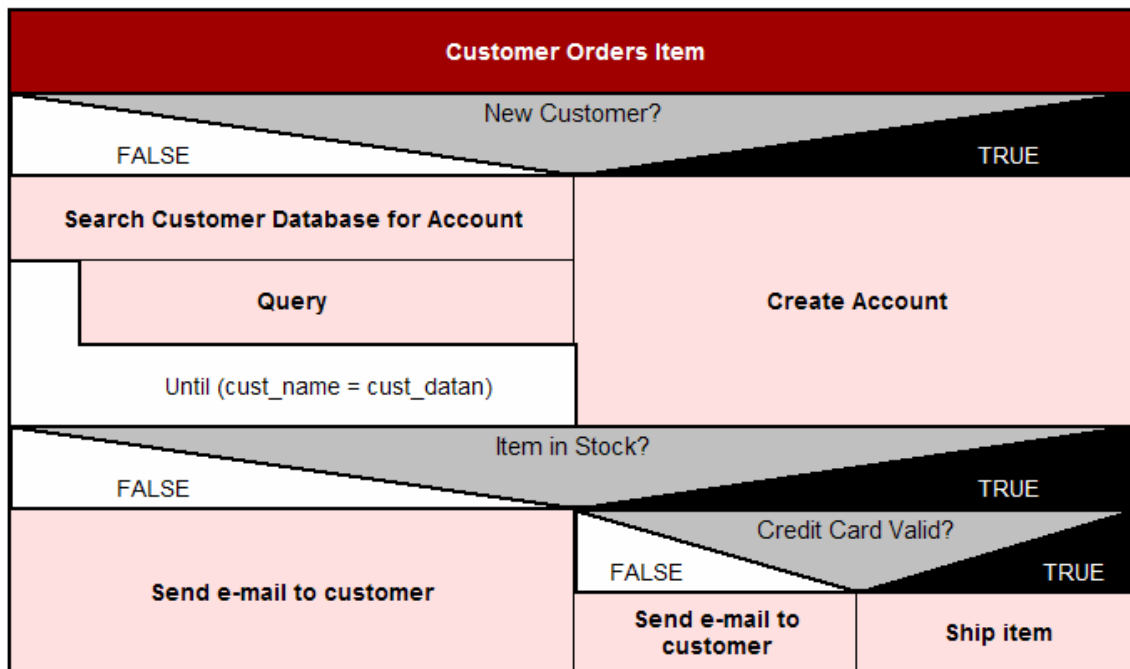 Customer Orders Item
New Customer?
FALSE
TRUE
Search Customer Database for Account
Query
Create Account
Until (cust_name = cust_datan)
Item in Stock?
FALSE
TRUE
Credit Card Valid?
FALSE
TRUE
Send e-mail to customer
Send e-mail to
customer
Ship item